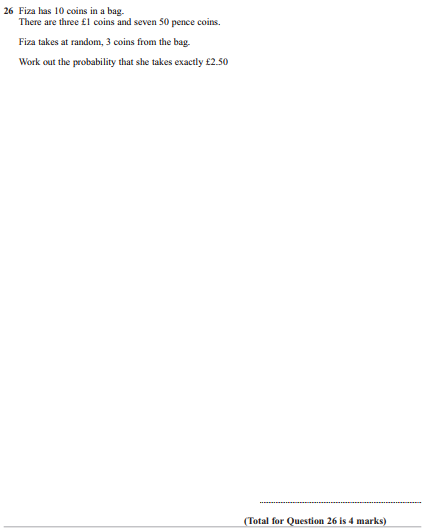 26 Fiza has 10 coins in a bag.
There are three £1 coins and seven 50 pence coins.
Fiza takes at random, 3 coins from the bag.
Work out the probability that she takes exactly £2.50
(Total for Question 26 is 4 marks)